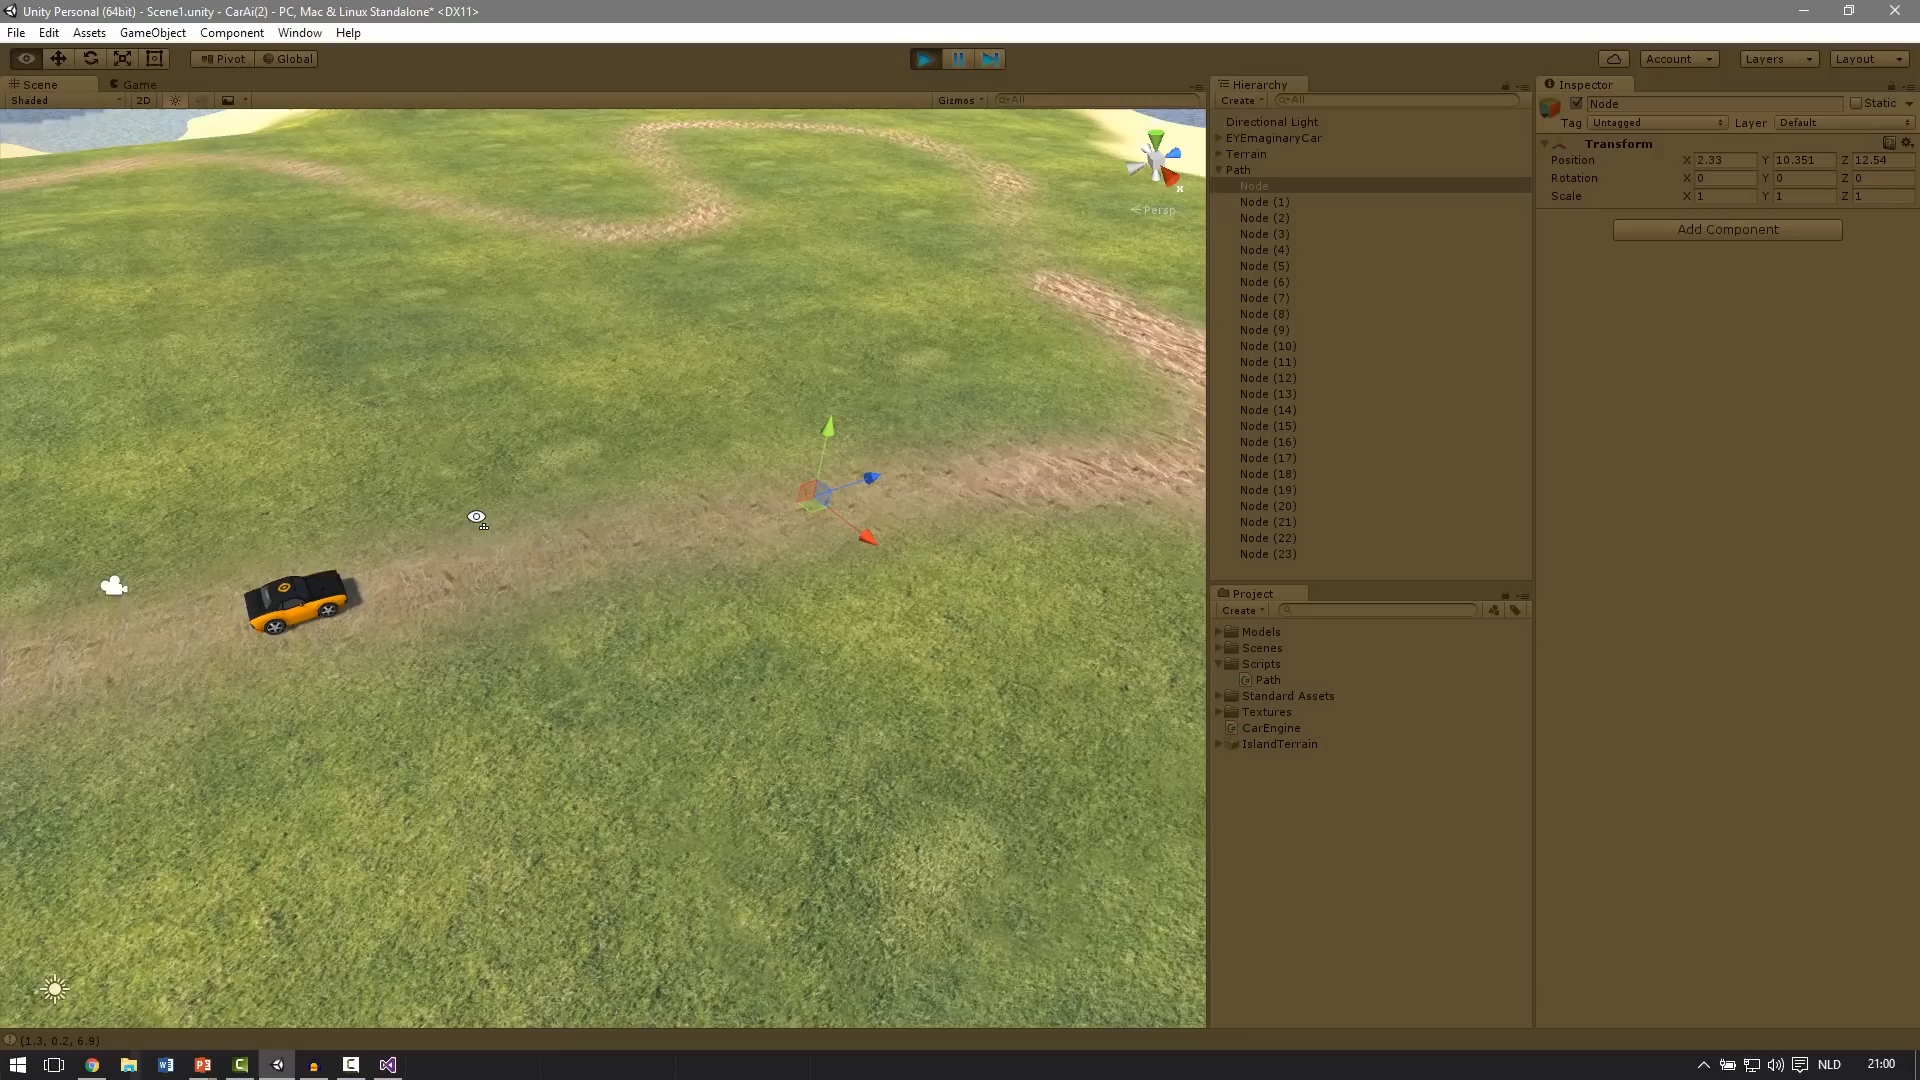 Unity Personal (64bit) - Scene1.unity - CarAi(2) - PC, Mac & Linux Standalone* <DX11>
File Edit Assets GameObject Component Window Help
Pivot Global Account Layers Layout
Scene Game
Shaded 2D Gizmos All
Persp
Hierarchy
Create All
Directional Light
EYEmaginaryCar
Terrain
Path
Node
Node (1)
Node (2)
Node (3)
Node (4)
Node (5)
Node (6)
Node (7)
Node (8)
Node (9)
Node (10)
Node (11)
Node (12)
Node (13)
Node (14)
Node (15)
Node (16)
Node (17)
Node (18)
Node (19)
Node (20)
Node (21)
Node (22)
Node (23)
Project
Create
Models
Scenes
Scripts
Path
Standard Assets
Textures
CarEngine
IslandTerrain
Inspector
Node Static
Tag Untagged Layer Default
Transform
Position X 2.33 Y 10.351 Z 12.54
Rotation X 0 Y 0 Z 0
Scale X 1 Y 1 Z 1
Add Component
x
(1.3, 0.2, 6.9)
NLD 21:00